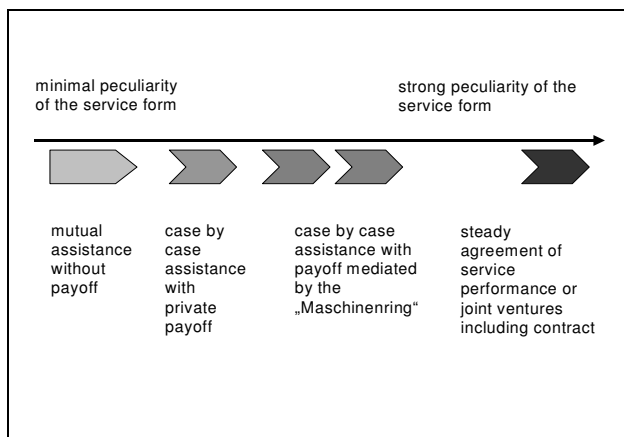 minimal peculiarity
of the service form
strong peculiarity of the
service form
mutual
assistance
without
payoff
case by
case
assistance
with
private
payoff
case by case
assistance with
payoff mediated
by the
„Maschinenring“
steady
agreement of
service
performance or
joint ventures
including contract